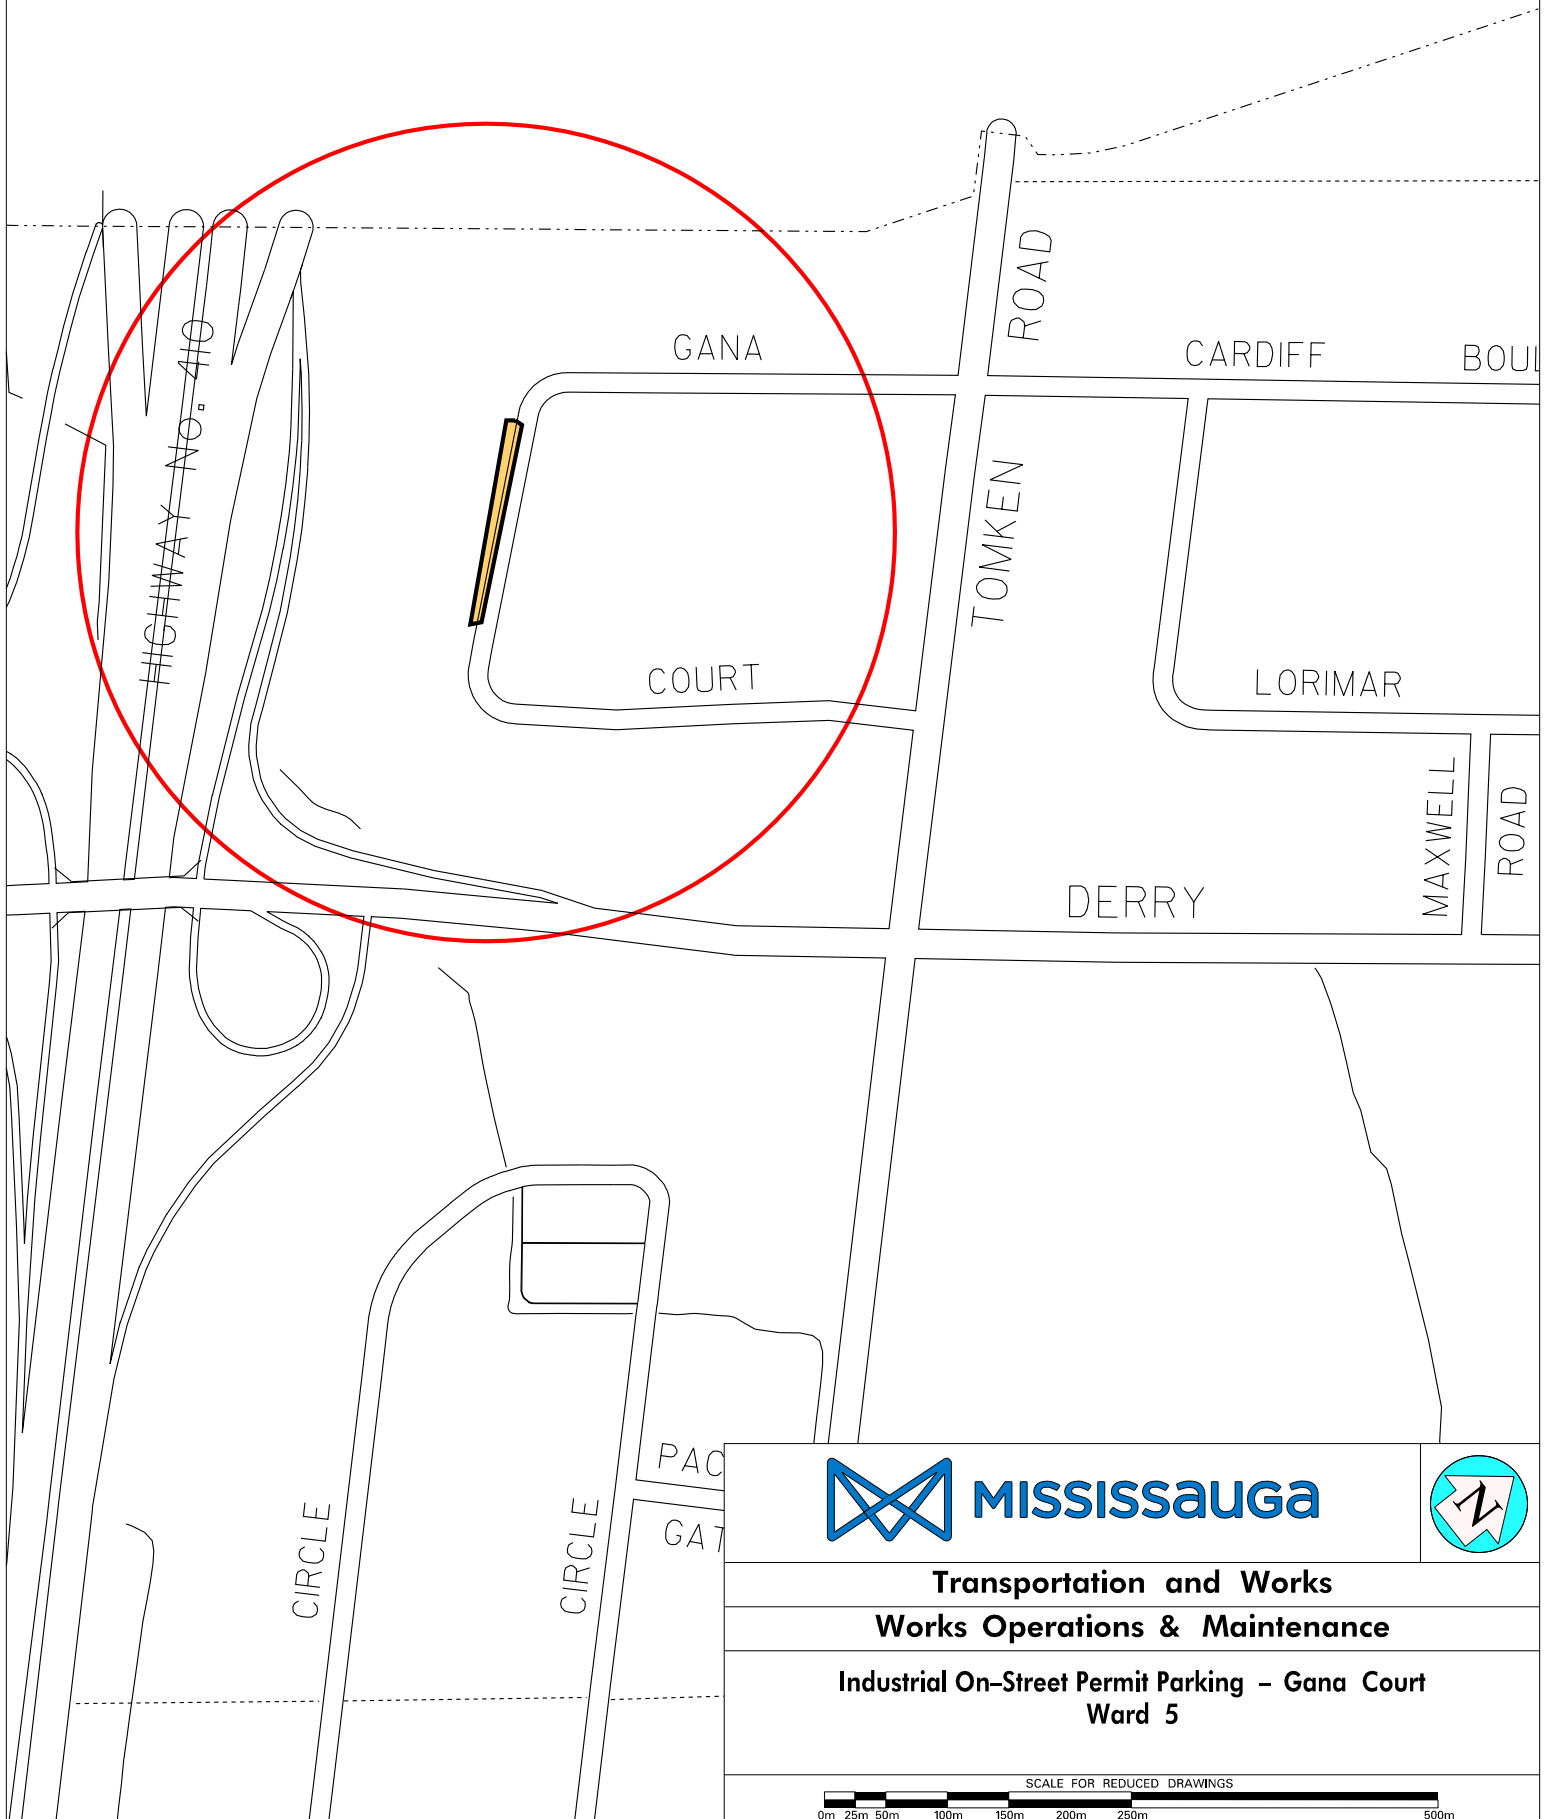 ROAD
GANA
CARDIFF
BOUL
HIGHWAY No. 410
TOMKEN
COURT
LORIMAR
MAXWELL
ROAD
DERRY
PAC
GAT
CIRCLE
CIRCLE
MISSISSauGa
N
Transportation and Works
Works Operations & Maintenance
Industrial On-Street Permit Parking - Gana Court
Ward 5
SCALE FOR REDUCED DRAWINGS
0m 25m 50m 100m 150m 200m 250m 500m